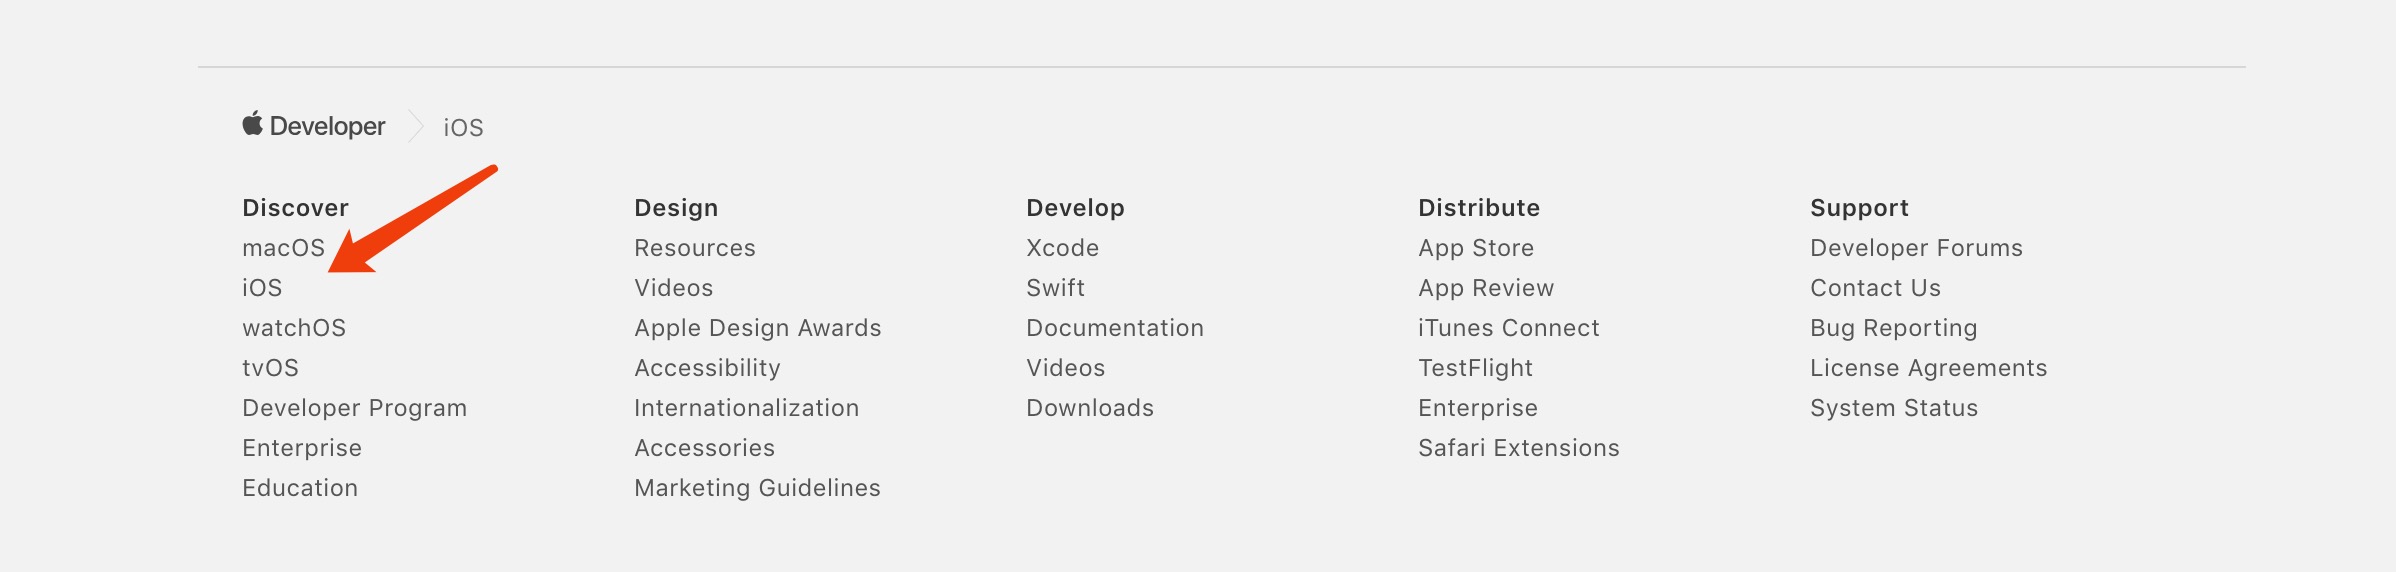 Developer iOS
Discover
macOS
iOS
watchOS
tvOS
Developer Program
Enterprise
Education
Design
Resources
Videos
Apple Design Awards
Accessibility
Internationalization
Accessories
Marketing Guidelines
Develop
Xcode
Swift
Documentation
Videos
Downloads
Distribute
App Store
App Review
iTunes Connect
TestFlight
Enterprise
Safari Extensions
Support
Developer Forums
Contact Us
Bug Reporting
License Agreements
System Status